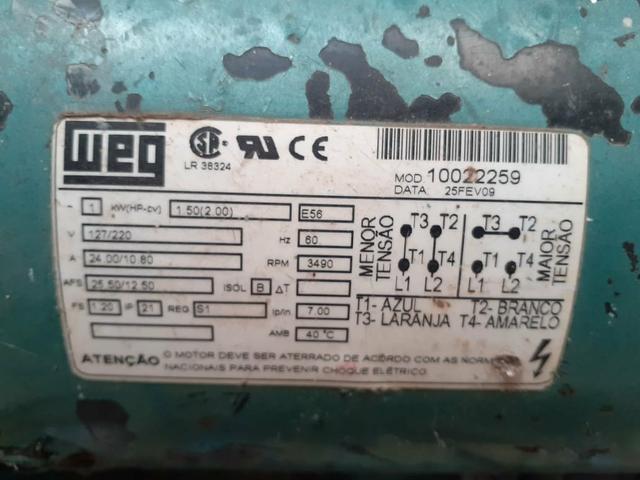 WEG
SA ® UR CE
LR 38324
MOD 10022259
DATA 25FEV09
~ 1 KW(HP-cv) 1.50(2.00) E56
V 127/220 Hz 60
A 24.00/10.80 RPM 3490
AFS 25.50/12.50 ISOL B ΔT
FS 1.20 IP 21 REG S1 Ip/In 7.00
AMB 40°C
MENOR TENSÃO
T3 T2
T1 T4
L1 L2
T3 T2
T1 T4
L1 L2
MAIOR TENSÃO
T1- AZUL T2- BRANCO
T3- LARANJA T4- AMARELO
ATENÇÃO O MOTOR DEVE SER ATERRADO DE ACORDO COM AS NORMAS
NACIONAIS PARA PREVENIR CHOQUE ELÉTRICO.